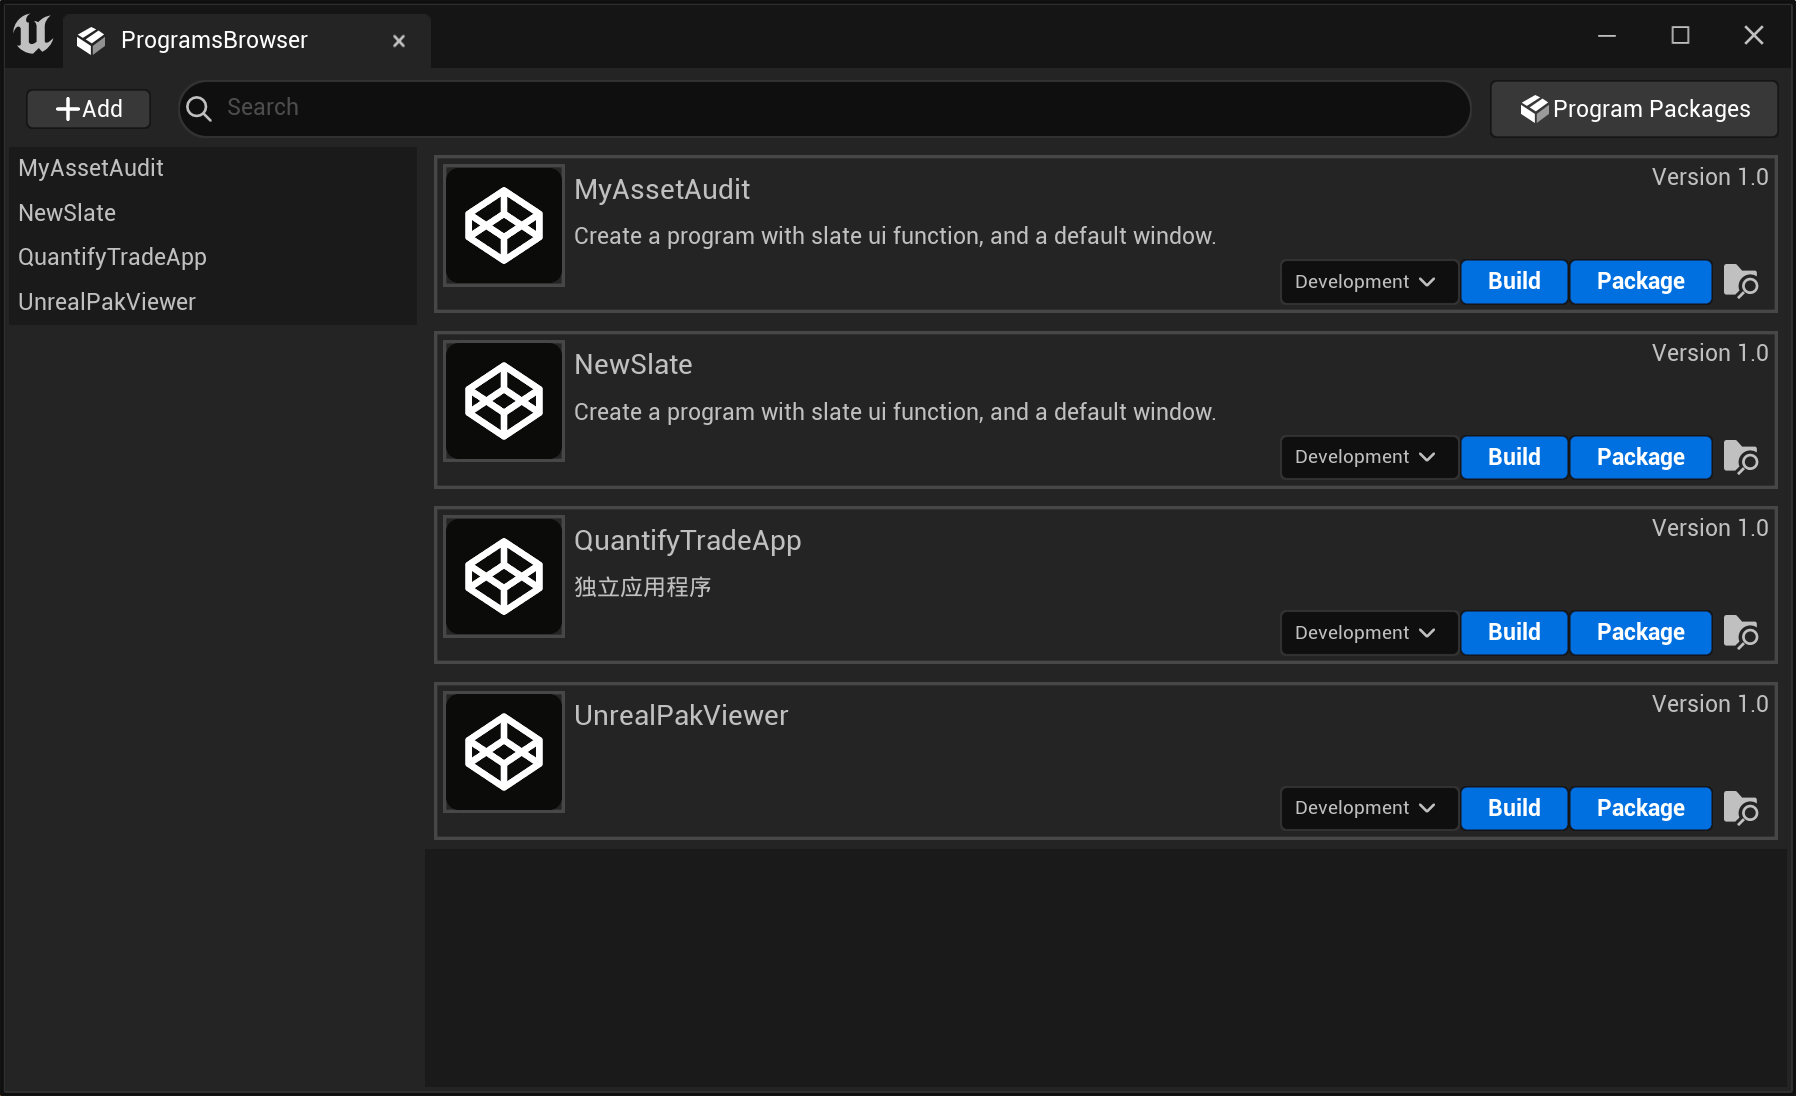 ProgramsBrowser
Add
Search
Program Packages
MyAssetAudit
NewSlate
QuantifyTradeApp
UnrealPakViewer
MyAssetAudit
Version 1.0
Create a program with slate ui function, and a default window.
Development
Build
Package
NewSlate
Version 1.0
Create a program with slate ui function, and a default window.
Development
Build
Package
QuantifyTradeApp
Version 1.0
独立应用程序
Development
Build
Package
UnrealPakViewer
Version 1.0
Development
Build
Package